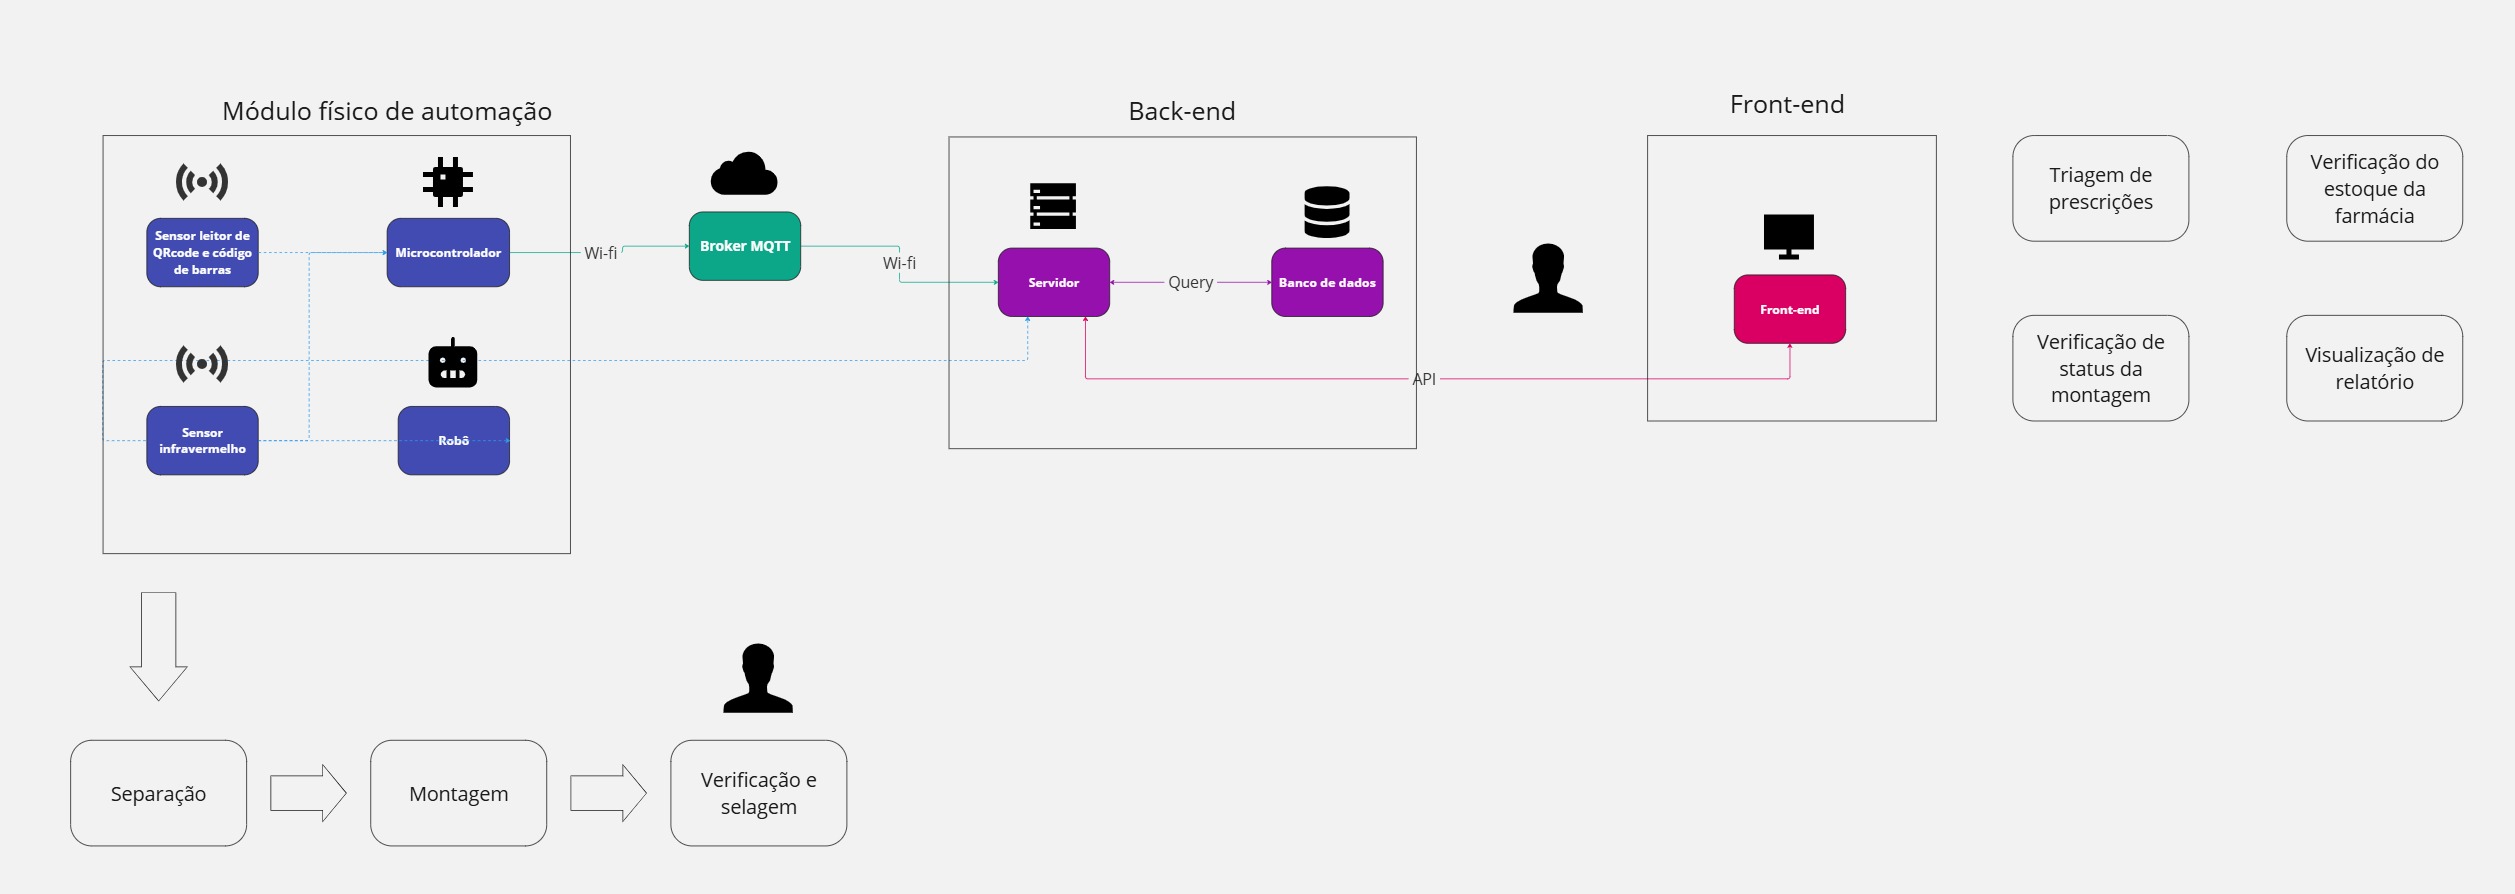 Módulo físico de automação
Sensor leitor de
QRcode e código
de barras
Microcontrolador
Sensor
infravermelho
Robô
Wi-fi
Broker MQTT
Wi-fi
Back-end
Servidor
Query
Banco de dados
API
Front-end
Front-end
Triagem de
prescrições
Verificação do
estoque da
farmácia
Verificação de
status da
montagem
Visualização de
relatório
Separação
Montagem
Verificação e
selagem